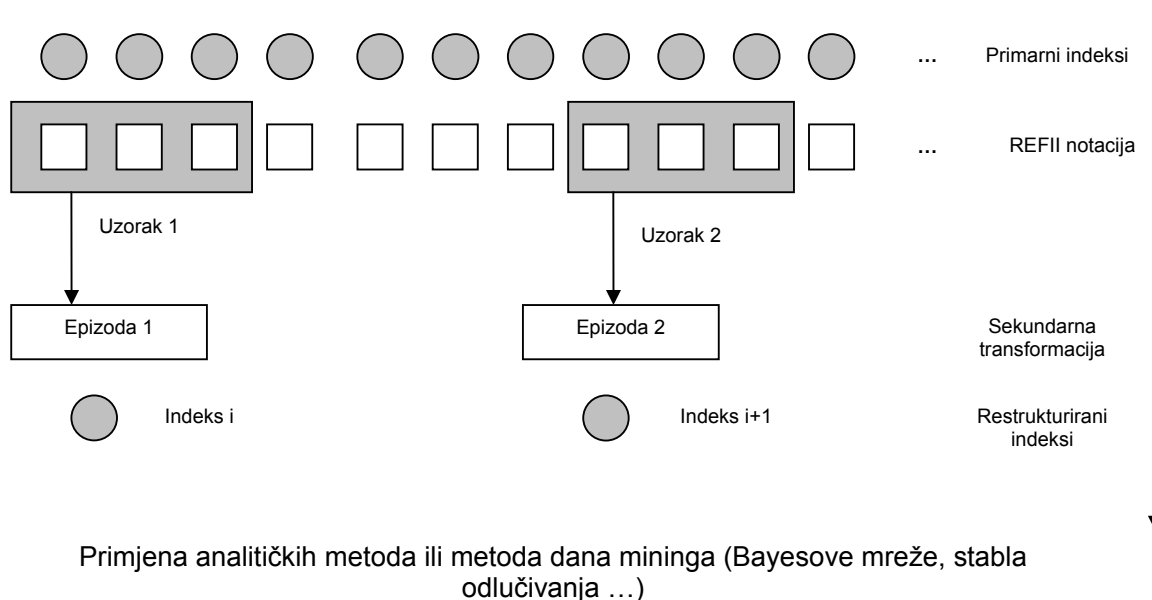 ... Primarni indeksi
... REFII notacija
Uzorak 1
Uzorak 2
Epizoda 1
Epizoda 2
Sekundarna
transformacija
Indeks i
Indeks i+1
Restrukturirani
indeksi
Primjena analitičkih metoda ili metoda dana mininga (Bayesove mreže, stabla
odlučivanja ...)